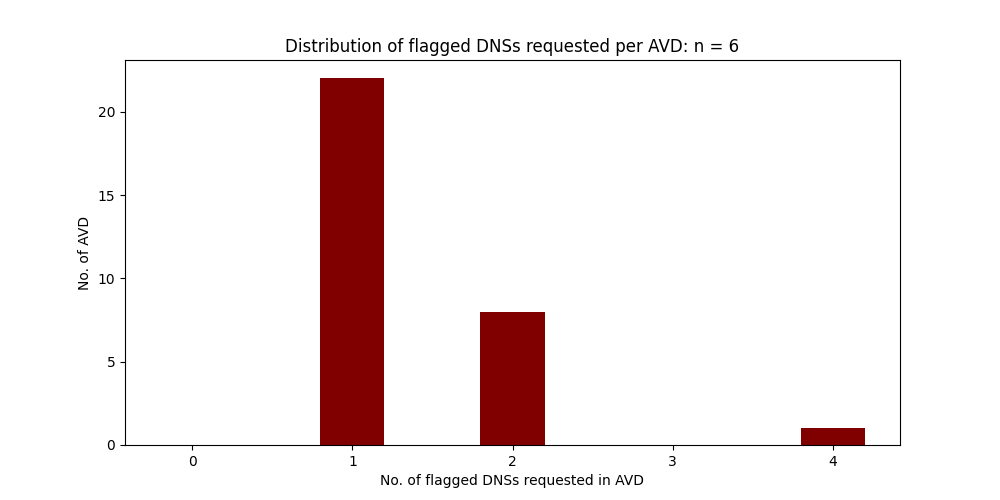 Distribution of flagged DNSs requested per AVD: n = 6
No. of AVD
20
15
10
5
0
0 1 2 3 4
No. of flagged DNSs requested in AVD